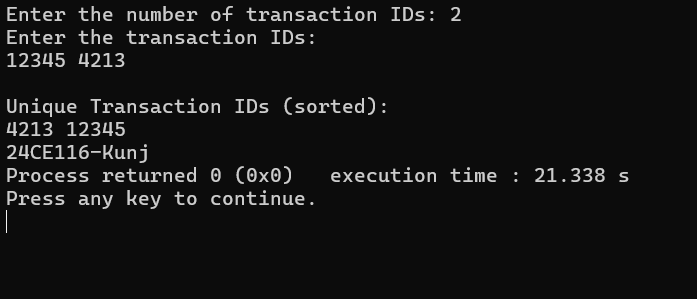 Enter the number of transaction IDs: 2
Enter the transaction IDs:
12345 4213
Unique Transaction IDs (sorted):
4213 12345
24CE116-Kunj
Process returned 0 (0x0)   execution time : 21.338 s
Press any key to continue.